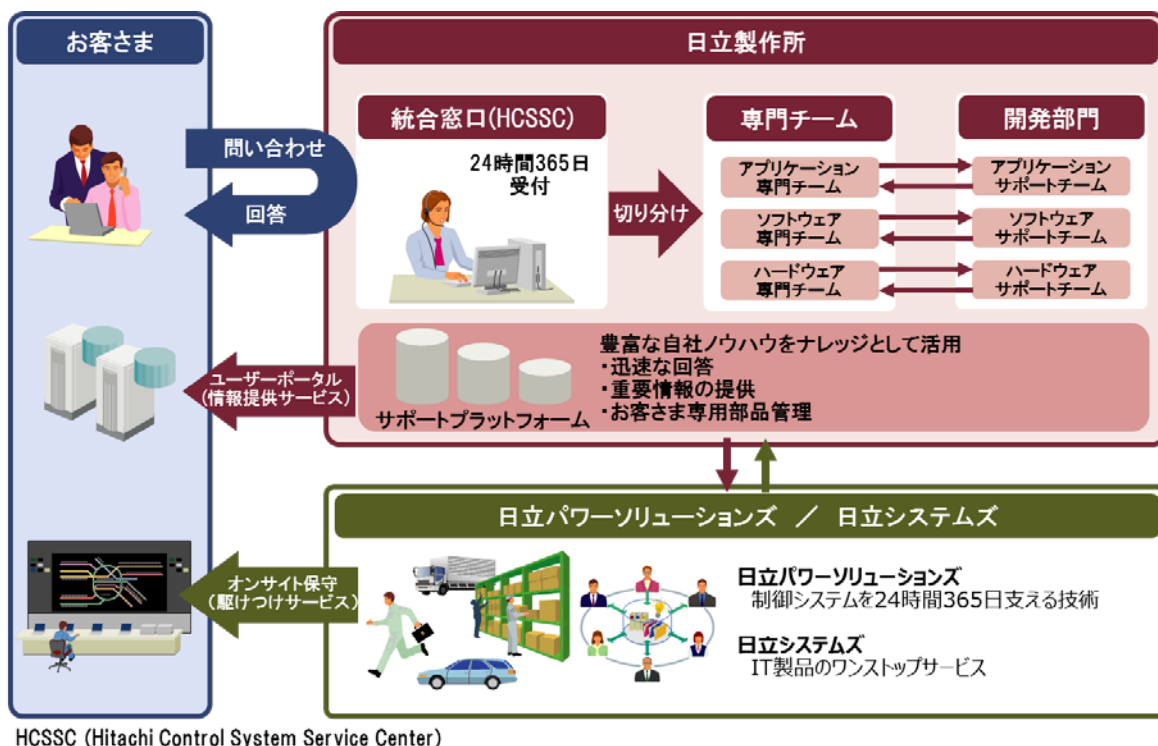 お客さま
日立製作所
統合窓口(HCSSC)
24時間365日
受付
専門チーム
開発部門
問い合わせ
回答
切り分け
アプリケーション
専門チーム
アプリケーション
サポートチーム
ソフトウェア
専門チーム
ソフトウェア
サポートチーム
ハードウェア
専門チーム
ハードウェア
サポートチーム
ユーザーポータル
(情報提供サービス)
サポートプラットフォーム
豊富な自社ノウハウをナレッジとして活用
・迅速な回答
・重要情報の提供
・お客さま専用部品管理
日立パワーソリューションズ ／ 日立システムズ
オンサイト保守
(駆けつけサービス)
日立パワーソリューションズ
制御システムを24時間365日支える技術
日立システムズ
IT製品のワンストップサービス
HCSSC (Hitachi Control System Service Center)